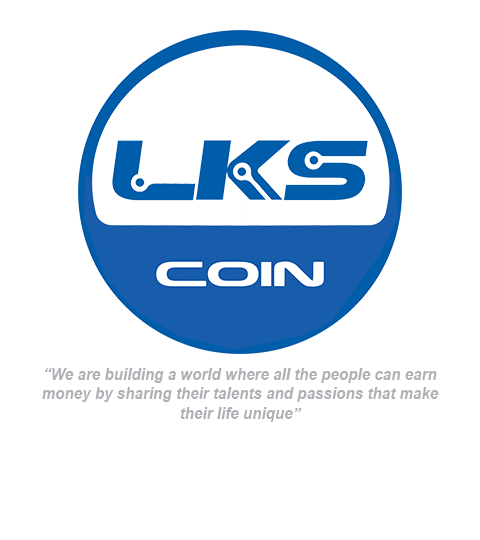 LKS
COIN
“We are building a world where all the people can earn
money by sharing their talents and passions that make
their life unique”